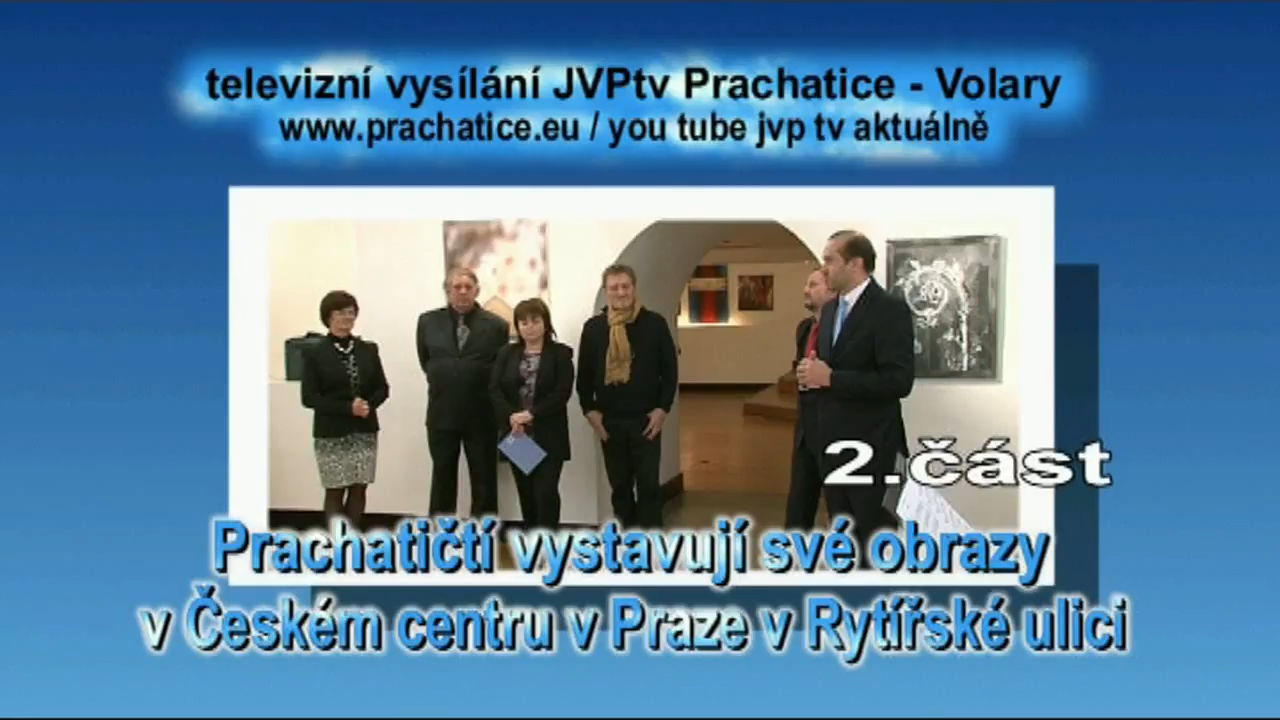 televizní vysílání JVPtv Prachatice - Volary
www.prachatice.eu / you tube jvp tv aktuálně
2.část
Prachatičtí vystavují své obrazy
v Českém centru v Praze v Rytířské ulici